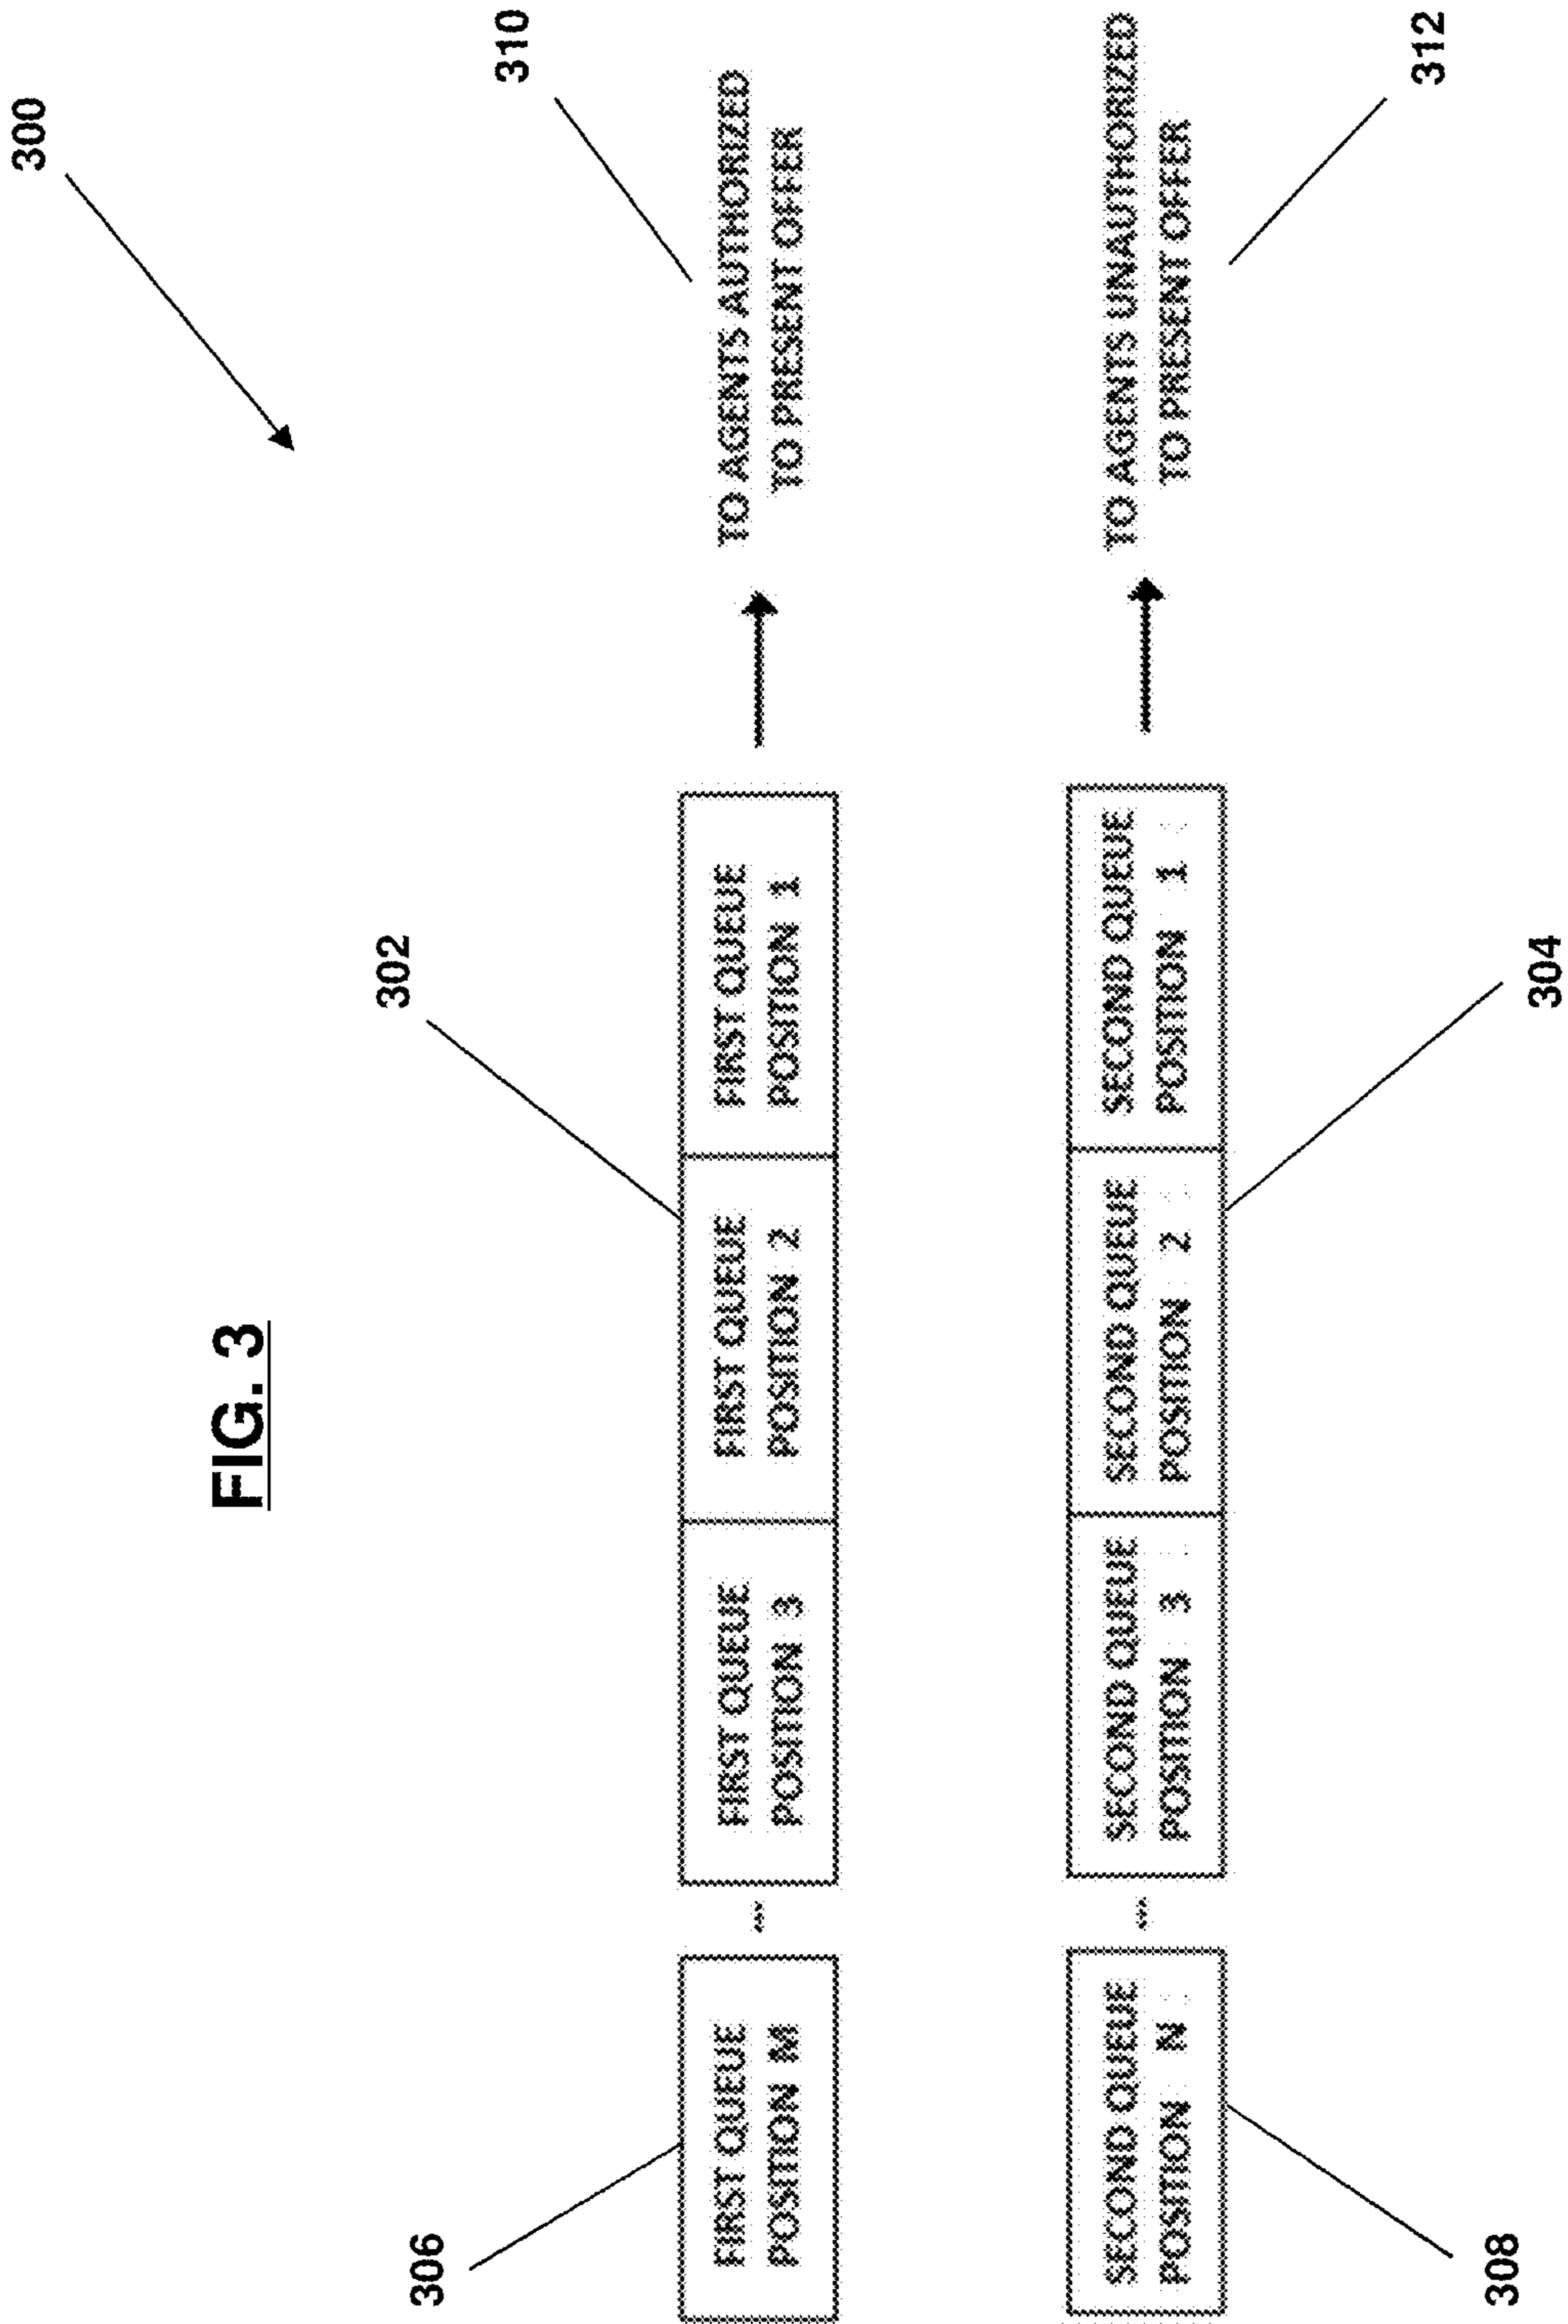 FIG. 3
300
302
310
306
FIRST QUEUE
POSITION M
...
FIRST QUEUE
POSITION 3
FIRST QUEUE
POSITION 2
FIRST QUEUE
POSITION 1
TO AGENTS AUTHORIZED
TO PRESENT OFFER
SECOND QUEUE
POSITION N
...
SECOND QUEUE
POSITION 3
SECOND QUEUE
POSITION 2
SECOND QUEUE
POSITION 1
TO AGENTS UNAUTHORIZED
TO PRESENT OFFER
308
304
312